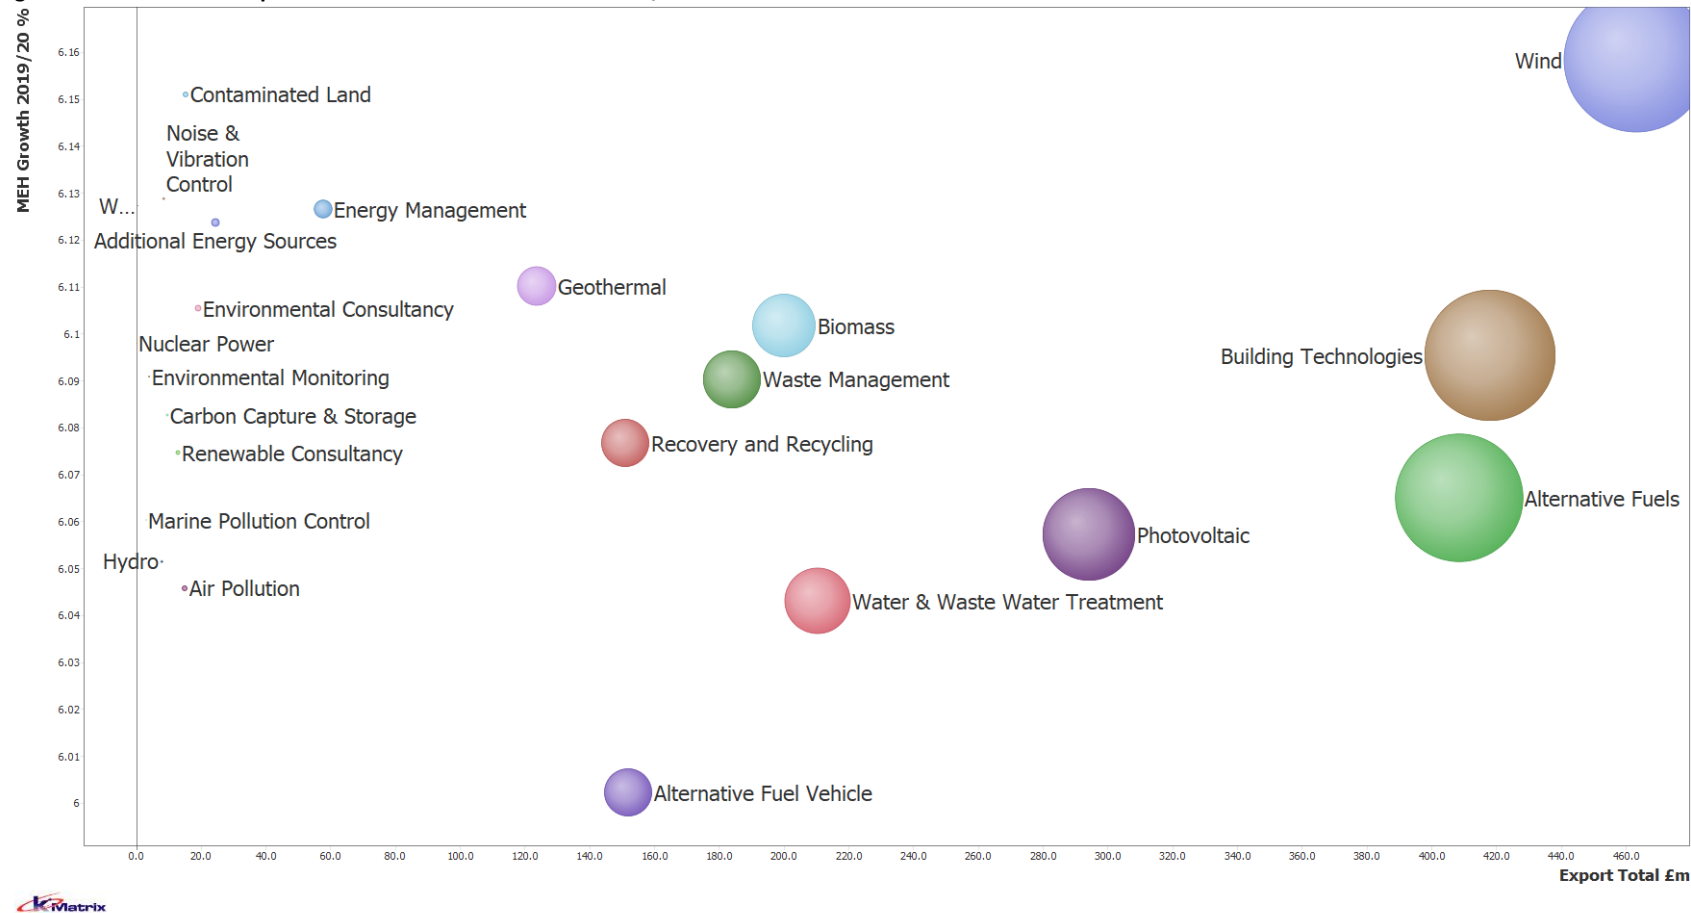 MEH Growth 2019/20 %
6.16
6.15
6.14
6.13
6.12
6.11
6.1
6.09
6.08
6.07
6.06
6.05
6.04
6.03
6.02
6.01
6
Wind
Contaminated Land
Noise &
Vibration
Control
W...
Energy Management
Additional Energy Sources
Geothermal
Environmental Consultancy
Biomass
Nuclear Power
Building Technologies
Environmental Monitoring
Waste Management
Carbon Capture & Storage
Recovery and Recycling
Renewable Consultancy
Alternative Fuels
Marine Pollution Control
Photovoltaic
Hydro
Air Pollution
Water & Waste Water Treatment
Alternative Fuel Vehicle
0.0 20.0 40.0 60.0 80.0 100.0 120.0 140.0 160.0 180.0 200.0 220.0 240.0 260.0 280.0 300.0 320.0 340.0 360.0 380.0 400.0 420.0 440.0 460.0
Export Total £m
kMatrix